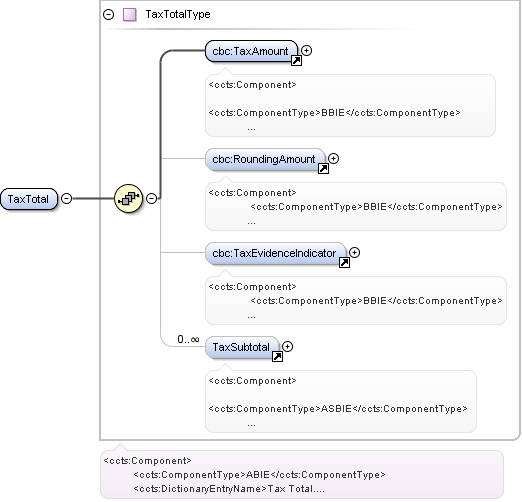 TaxTotalType
cbc:TaxAmount
<ccts:Component>
<ccts:ComponentType>BBIE</ccts:ComponentType>
...
cbc:RoundingAmount
<ccts:Component>
<ccts:ComponentType>BBIE</ccts:ComponentType>
...
TaxTotal
cbc:TaxEvidenceIndicator
<ccts:Component>
<ccts:ComponentType>BBIE</ccts:ComponentType>
...
0..∞
TaxSubtotal
<ccts:Component>
<ccts:ComponentType>ASBIE</ccts:ComponentType>
...
<ccts:Component>
<ccts:ComponentType>ABIE</ccts:ComponentType>
<ccts:DictionaryEntryName>Tax Total....